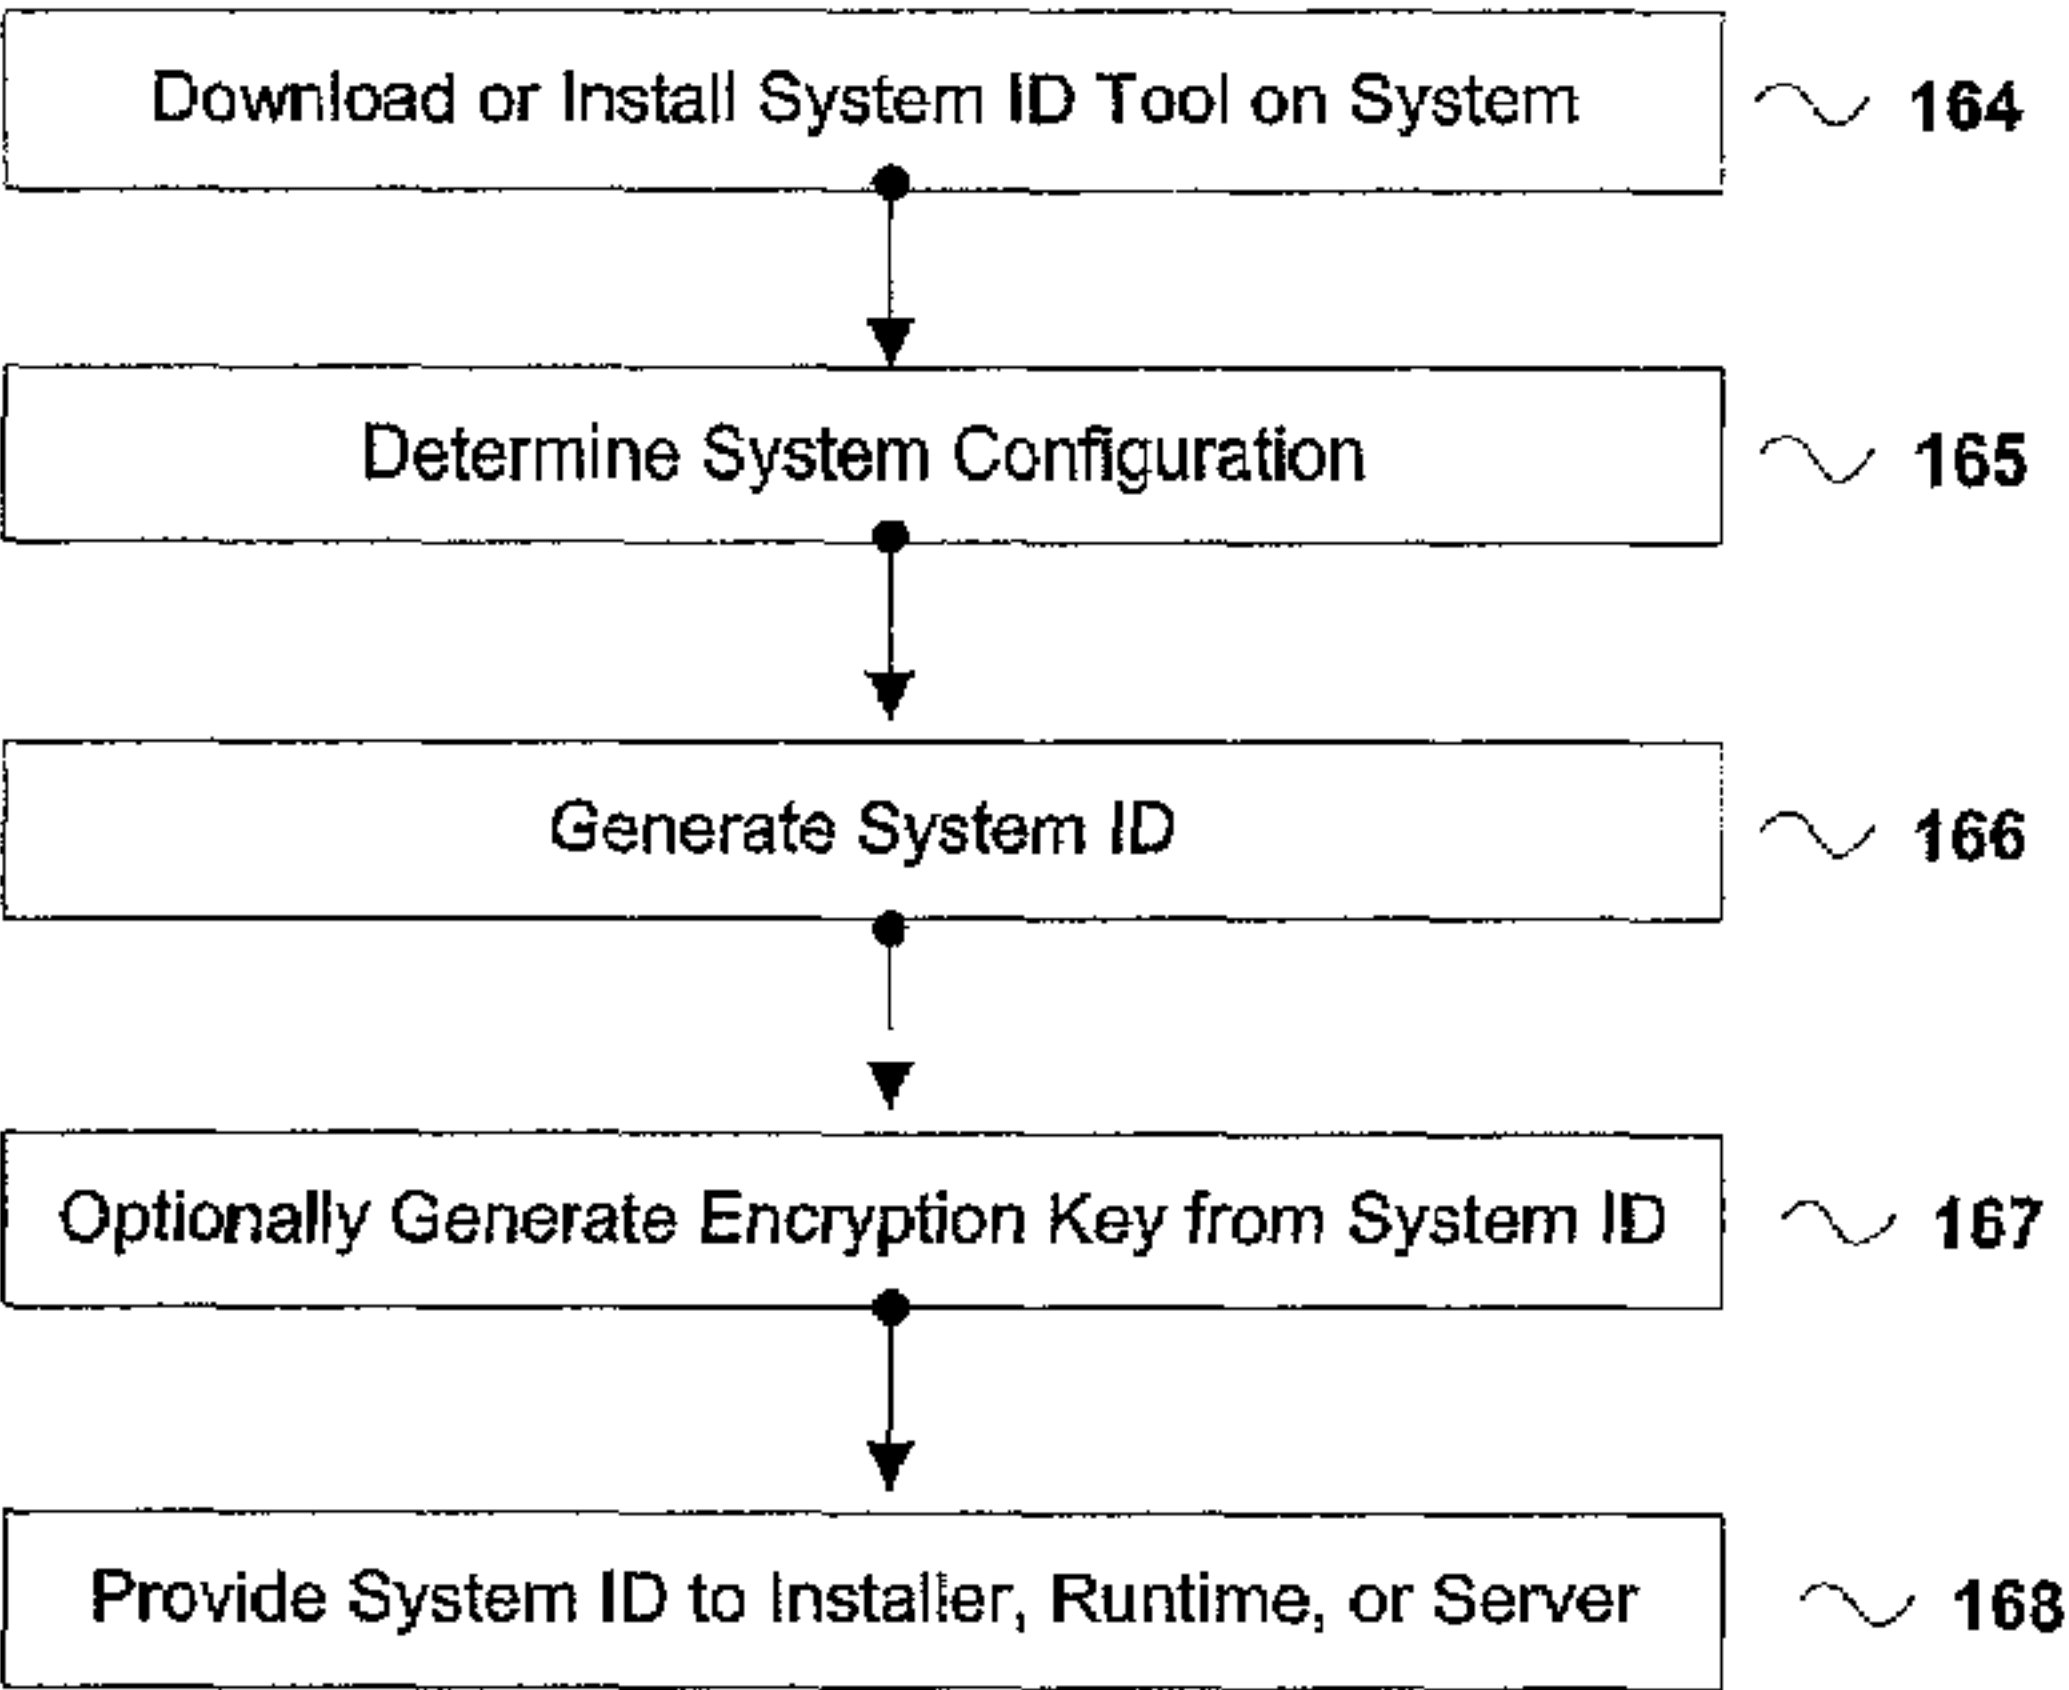 Download or Install System ID Tool on System 164
Determine System Configuration 165
Generate System ID 166
Optionally Generate Encryption Key from System ID 167
Provide System ID to Installer, Runtime, or Server 168